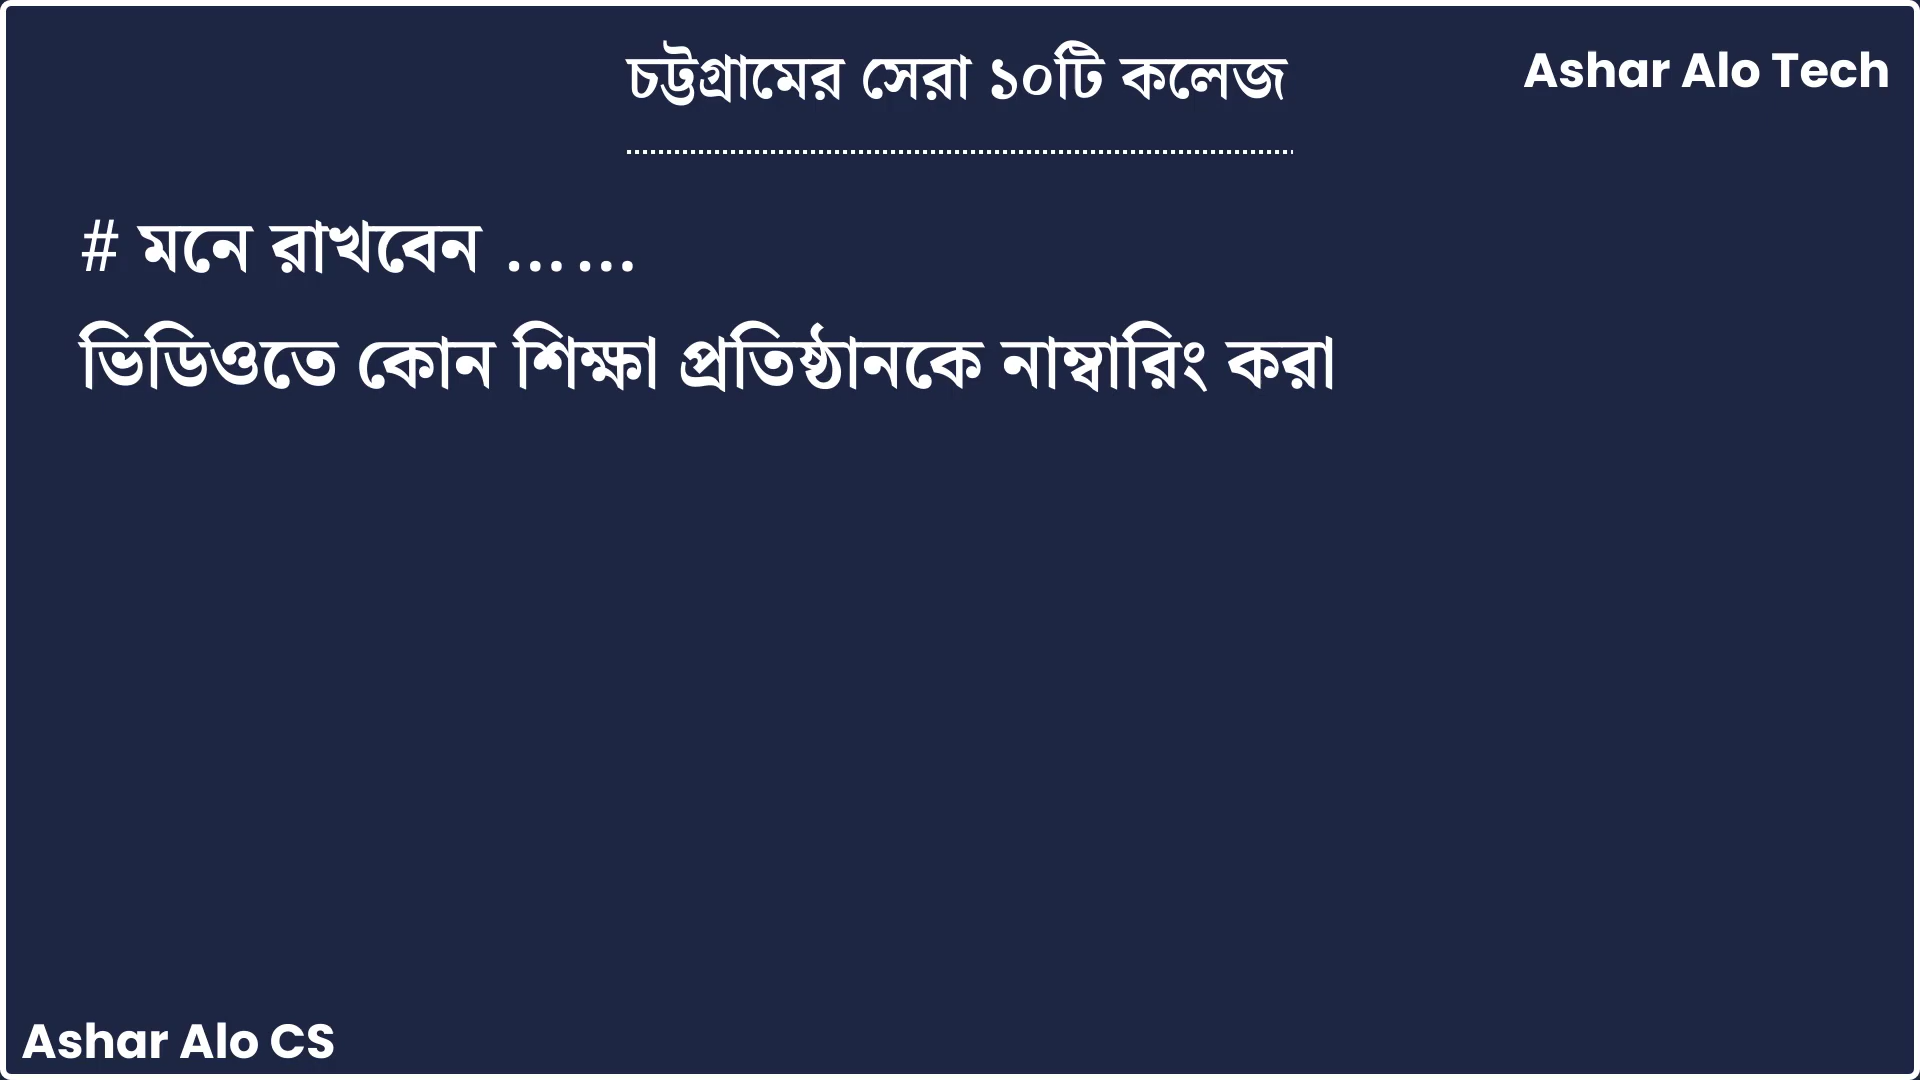 চট্টগ্রামের সেরা ১০টি কলেজ
Ashar Alo Tech
# মনে রাখবেন ……
ভিডিওতে কোন শিক্ষা প্রতিষ্ঠানকে নাম্বারিং করা
Ashar Alo CS